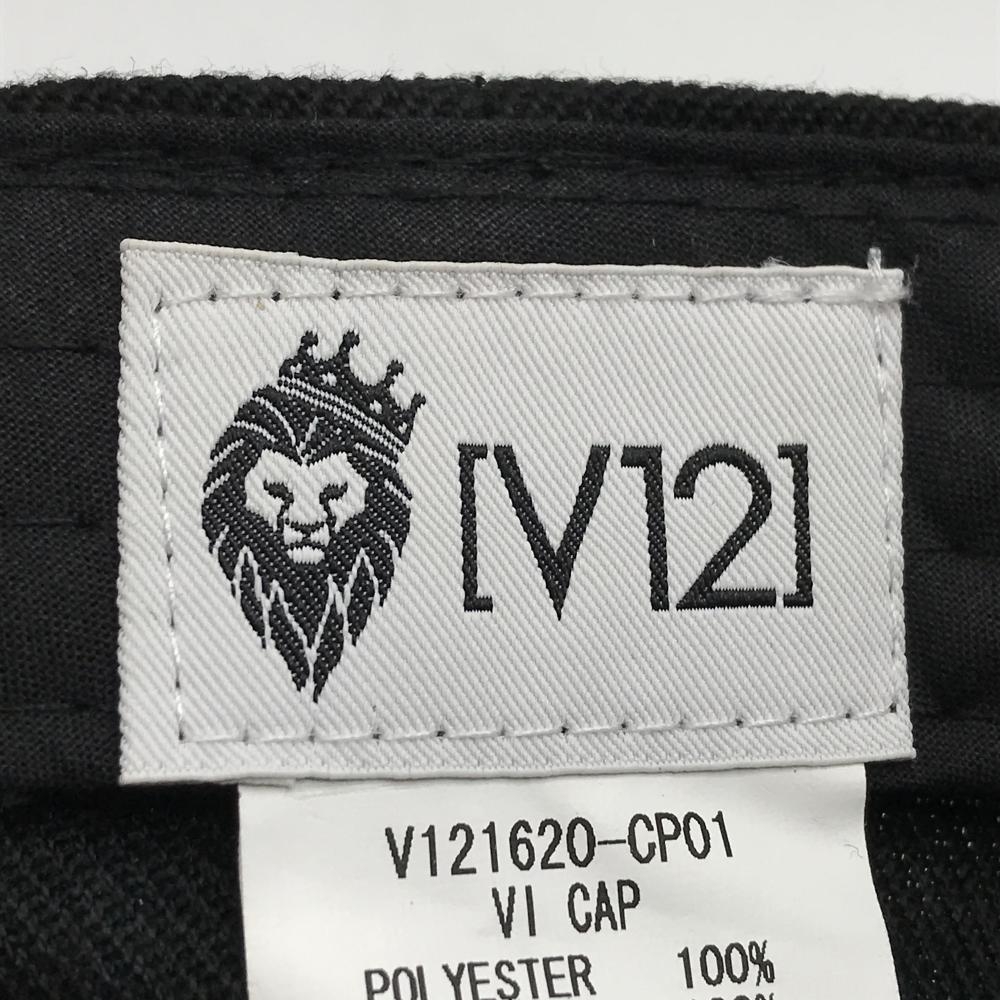 [V12]
V121620-CP01
VI CAP
POLYESTER 100%